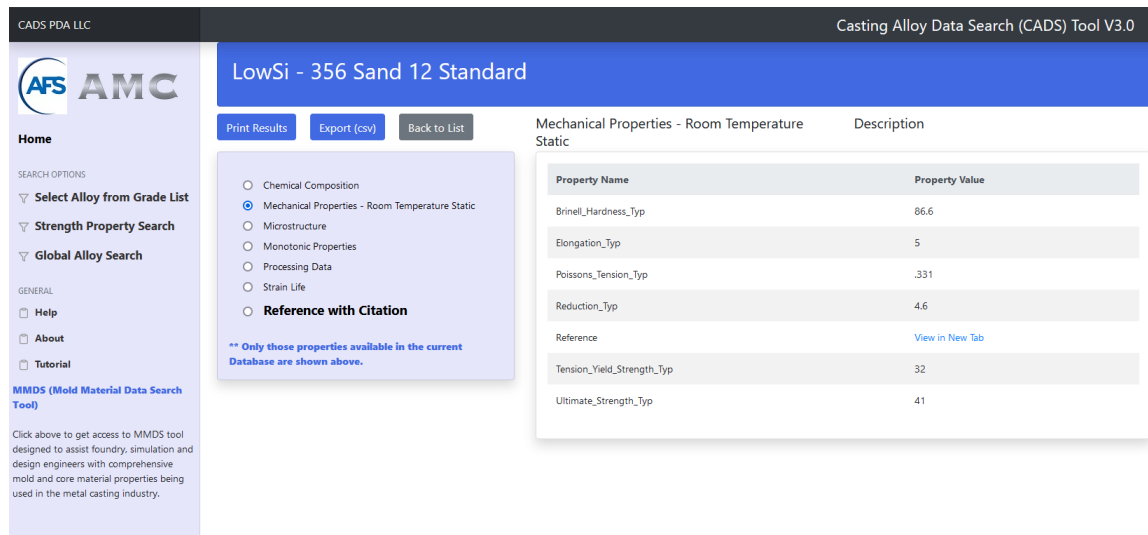 CADS PDA LLC
Casting Alloy Data Search (CADS) Tool V3.0
AFS
AMC
Home
SEARCH OPTIONS
Select Alloy from Grade List
Strength Property Search
Global Alloy Search
GENERAL
Help
About
Tutorial
MMDS (Mold Material Data Search
Tool)
Click above to get access to MMDS tool
designed to assist foundry, simulation and
design engineers with comprehensive
mold and core material properties being
used in the metal casting industry.
LowSi - 356 Sand 12 Standard
Print Results
Export (csv)
Back to List
Chemical Composition
Mechanical Properties - Room Temperature Static
Microstructure
Monotonic Properties
Processing Data
Strain Life
Reference with Citation
** Only those properties available in the current
Database are shown above.
Mechanical Properties - Room Temperature
Static
Description
Property Name Property Value
Brinell_Hardness_Typ 86.6
Elongation_Typ 5
Poissons_Tension_Typ .331
Reduction_Typ 4.6
Reference View in New Tab
Tension_Yield_Strength_Typ 32
Ultimate_Strength_Typ 41